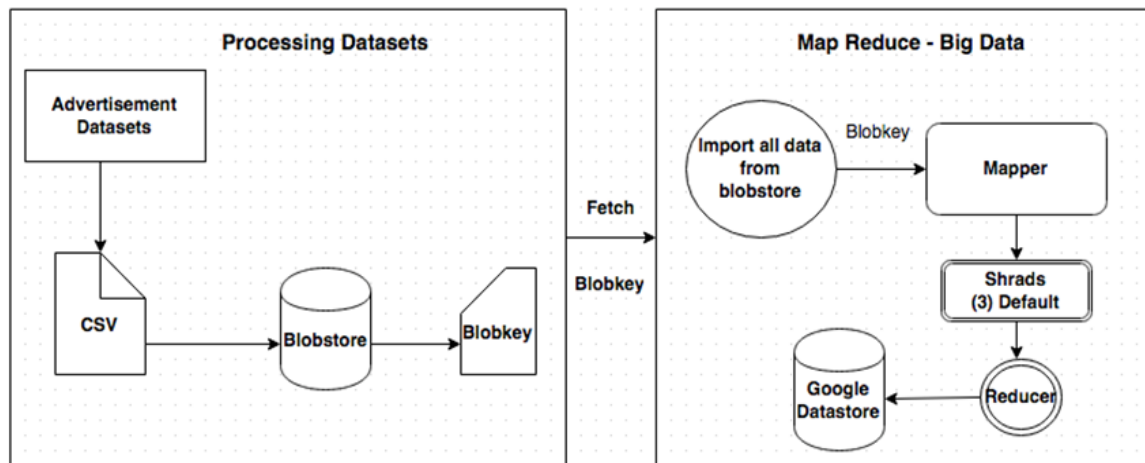 Processing Datasets
Advertisement
Datasets
CSV
Blobstore
Blobkey
Fetch
Blobkey
Map Reduce - Big Data
Import all data
from
blobstore
Blobkey
Mapper
Shrads
(3) Default
Reducer
Google
Datastore